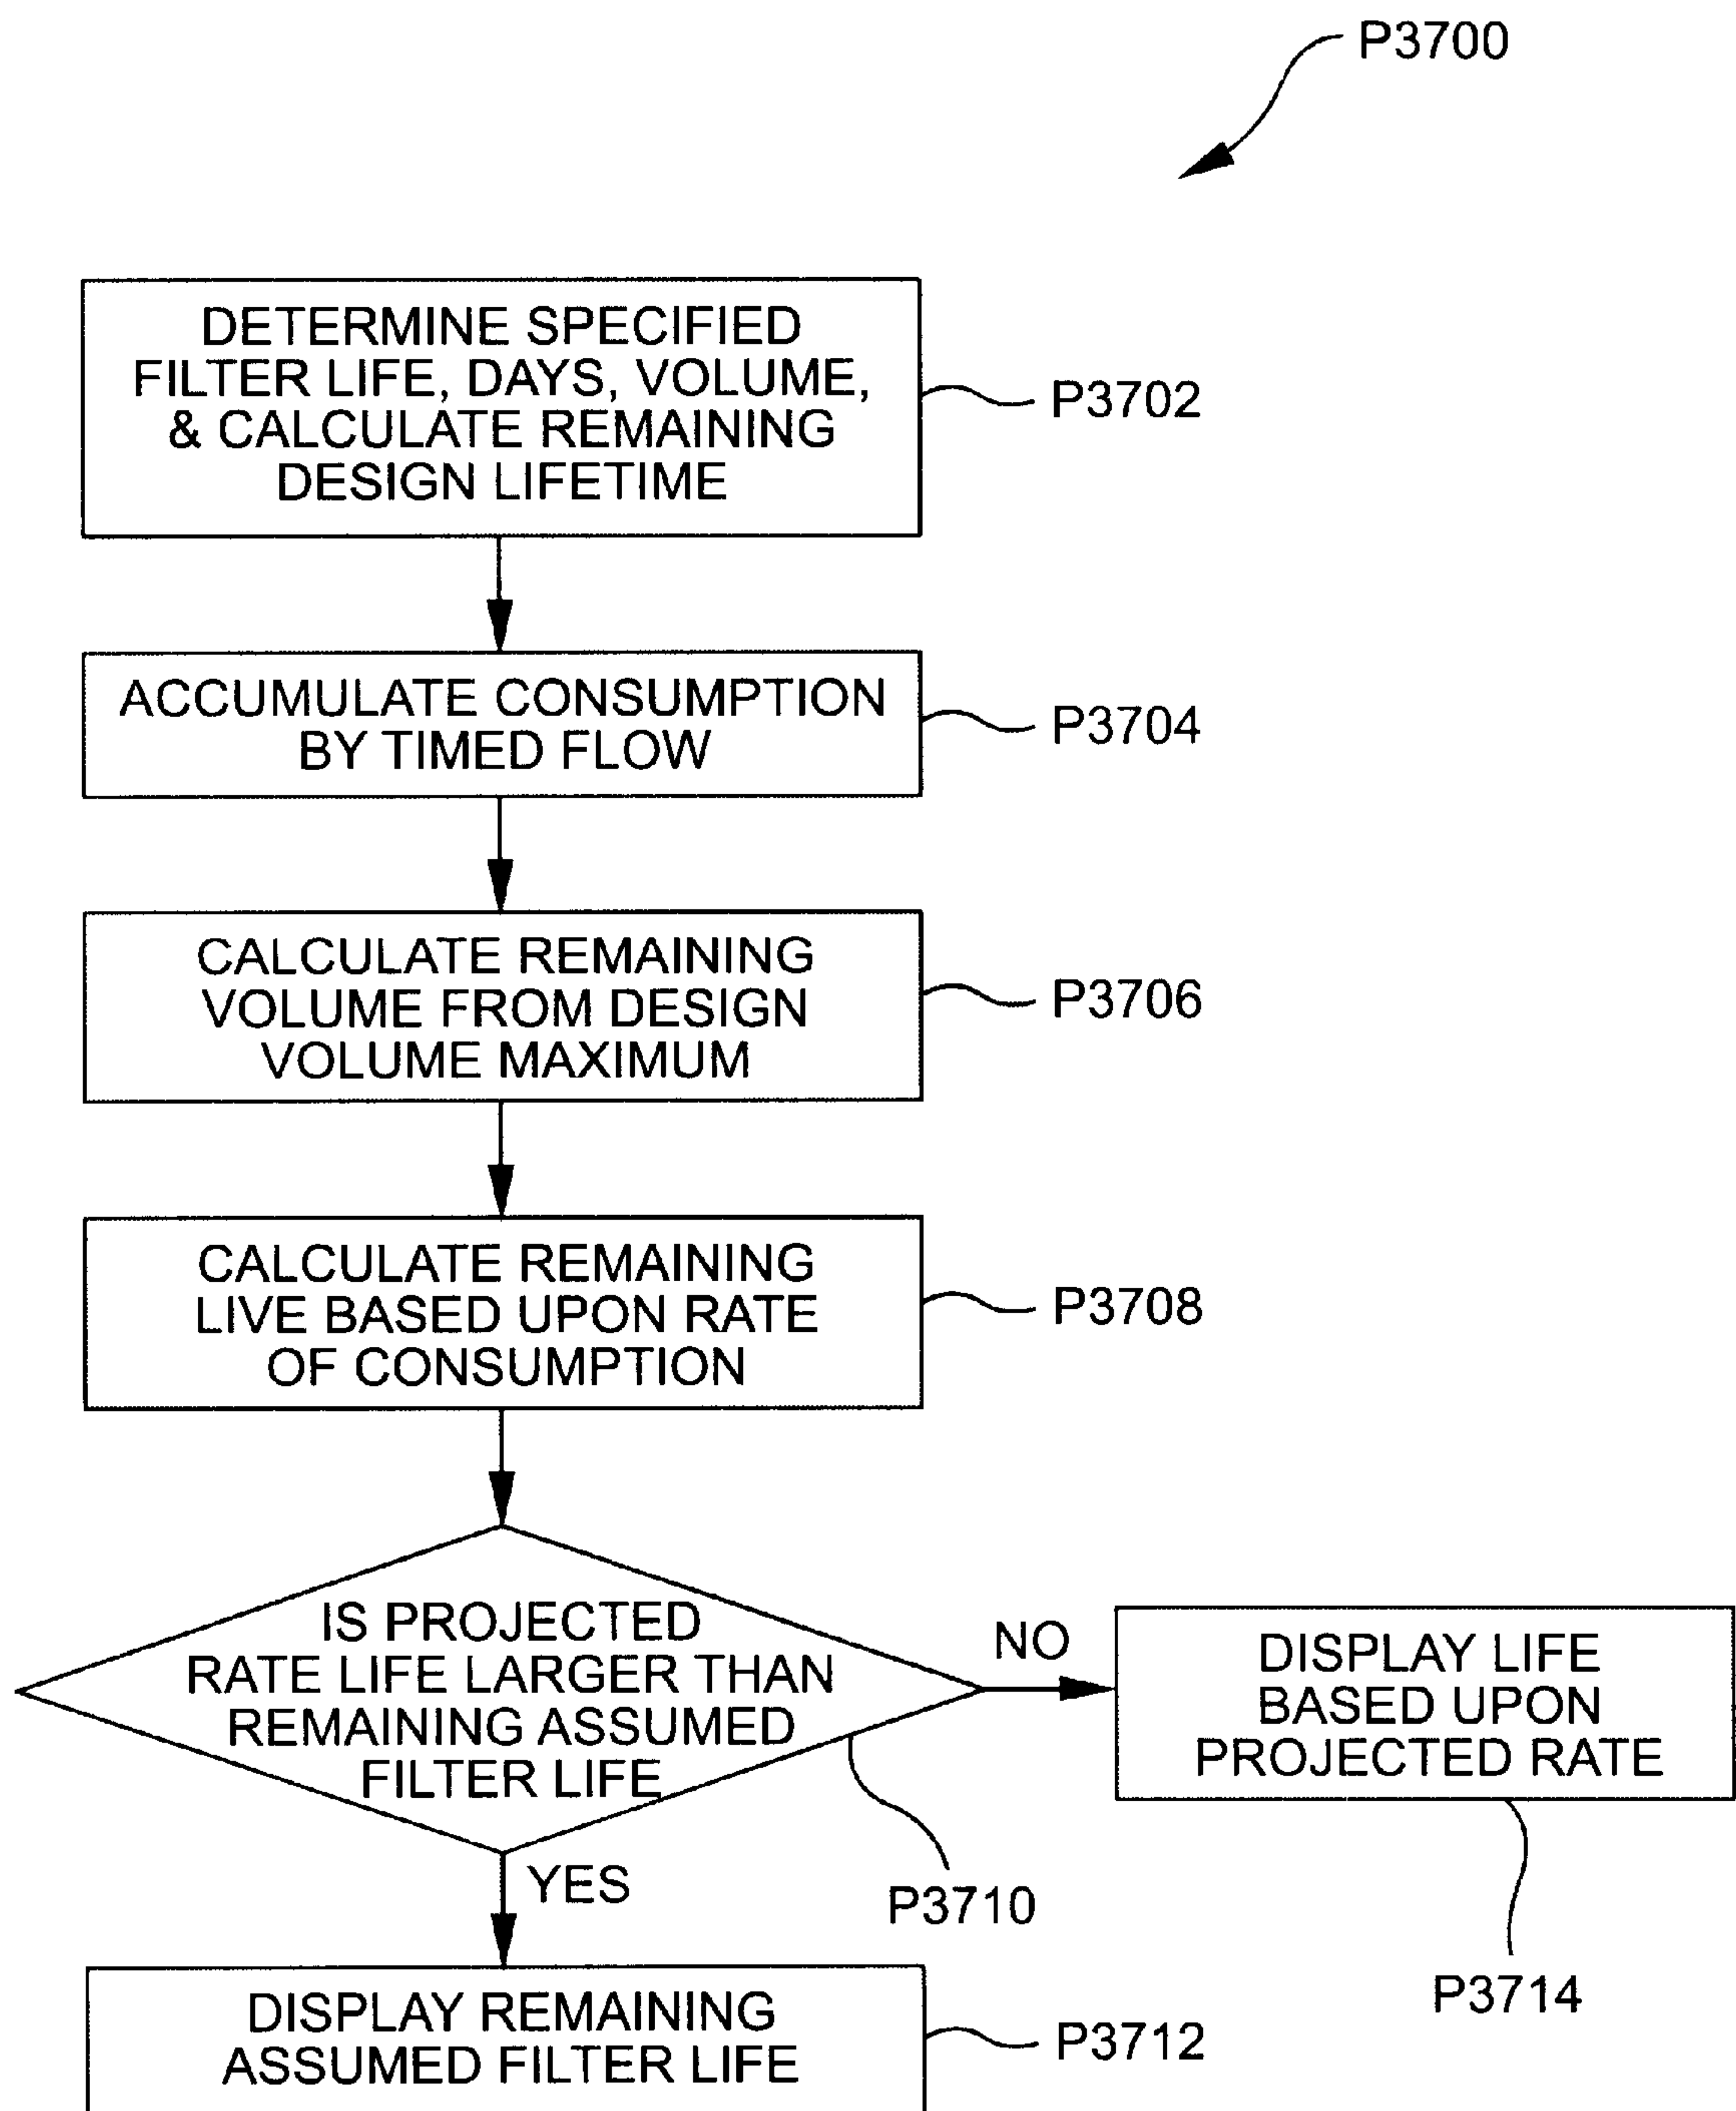 P3700
DETERMINE SPECIFIED
FILTER LIFE, DAYS, VOLUME,
& CALCULATE REMAINING
DESIGN LIFETIME
P3702
ACCUMULATE CONSUMPTION
BY TIMED FLOW
P3704
CALCULATE REMAINING
VOLUME FROM DESIGN
VOLUME MAXIMUM
P3706
CALCULATE REMAINING
LIVE BASED UPON RATE
OF CONSUMPTION
P3708
IS PROJECTED
RATE LIFE LARGER THAN
REMAINING ASSUMED
FILTER LIFE
P3710
NO
DISPLAY LIFE
BASED UPON
PROJECTED RATE
P3714
YES
DISPLAY REMAINING
ASSUMED FILTER LIFE
P3712